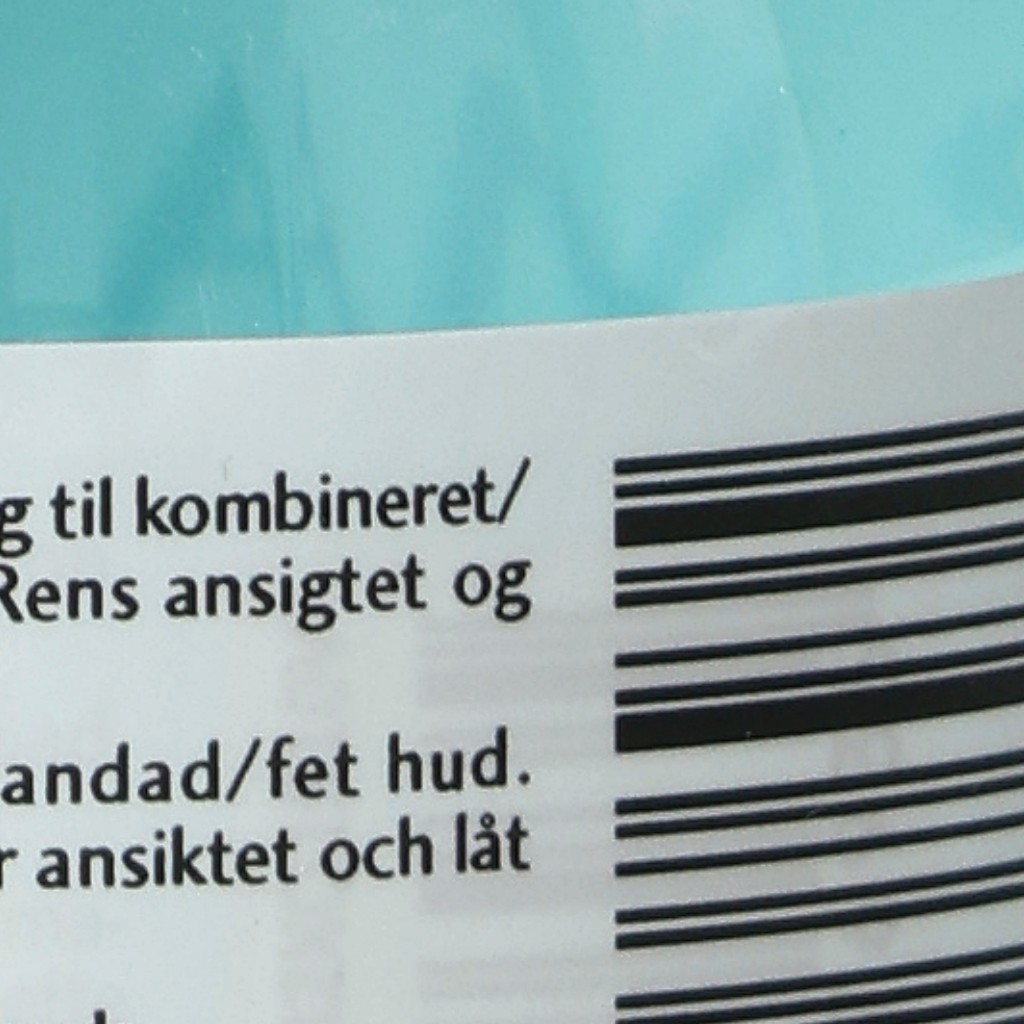 til kombineret/
Rens ansigtet og
andad/fet hud.
ansiktet och låt